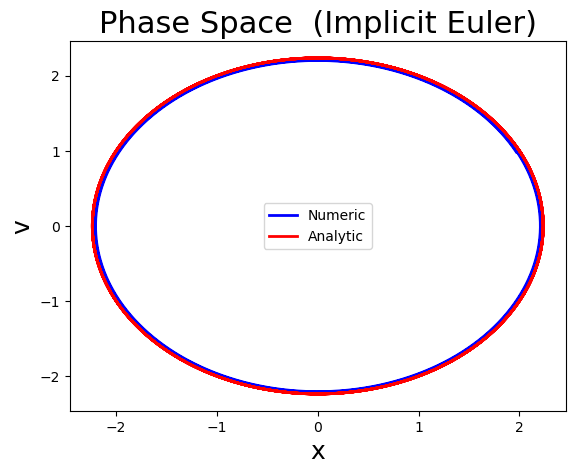 Phase Space  (Implicit Euler)
2
1
0
−1
−2
v
Numeric
Analytic
−2
−1
0
1
2
x